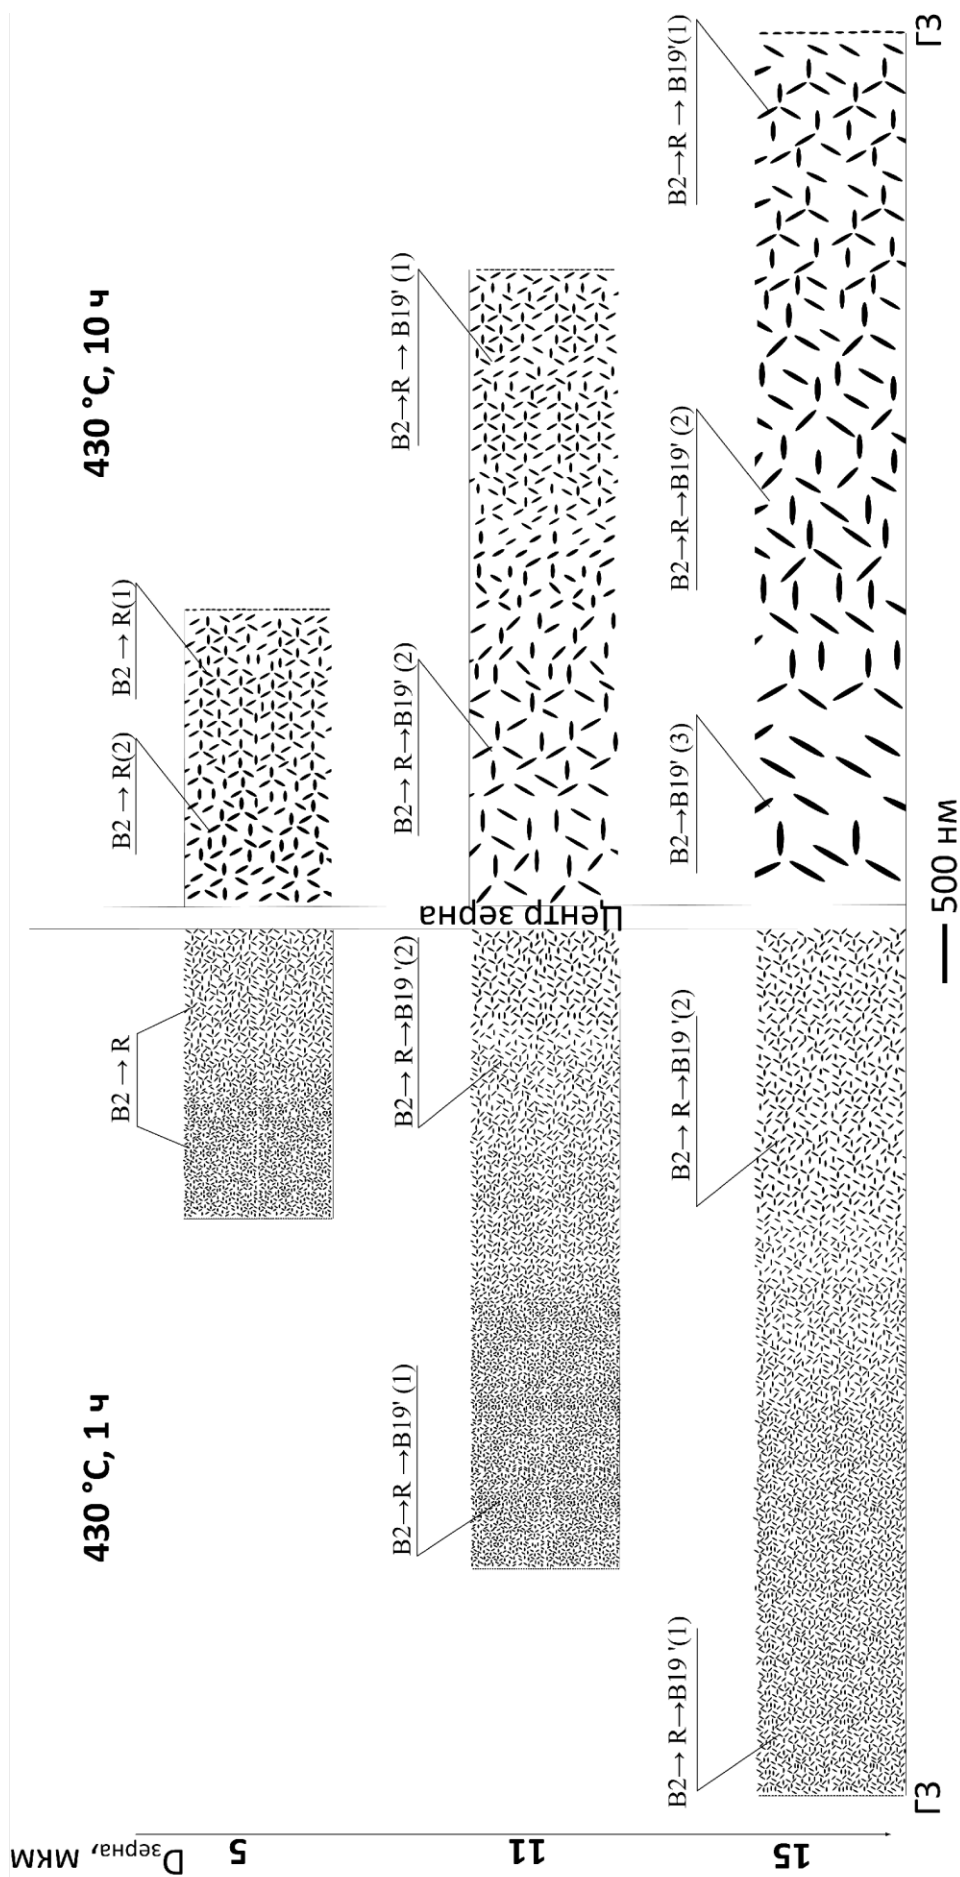 430 °C, 1 ч
430 °C, 10 ч
Dзерна, мкм
5
B2 → R
B2 → R(2)
B2 → R(1)
11
B2→R →B19' (1)
B2→ R→B19 '(2)
B2→ R→B19' (2)
B2→R → B19' (1)
15
B2→ R→B19 '(1)
B2→ R→B19 '(2)
B2→B19' (3)
B2→R→B19' (2)
B2→R → B19'(1)
Центр зерна
ГЗ
500 нм
ГЗ